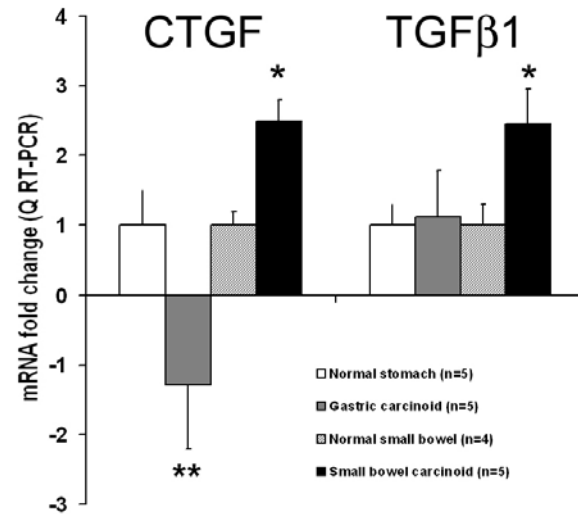 CTGF TGFβ1
mRNA fold change (Q RT-PCR)
4
3
2
1
0
-1
-2
-3
*
*
**
Normal stomach (n=5)
Gastric carcinoid (n=5)
Normal small bowel (n=4)
Small bowel carcinoid (n=5)